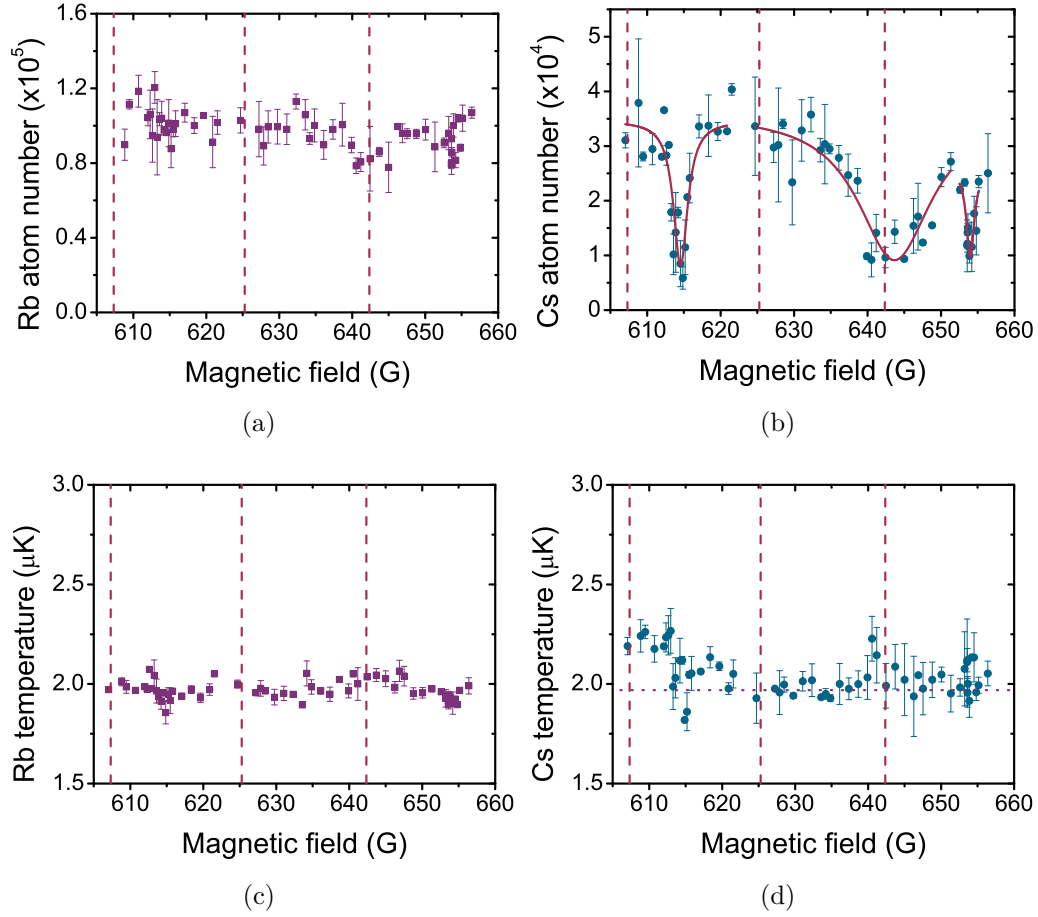 1.6
1.2
0.8
0.4
0.0
Rb atom number (x10⁵)
610 620 630 640 650 660
Magnetic field (G)
(a)
5
4
3
2
1
0
Cs atom number (x10⁴)
610 620 630 640 650 660
Magnetic field (G)
(b)
3.0
2.5
2.0
1.5
Rb temperature (μK)
610 620 630 640 650 660
Magnetic field (G)
(c)
3.0
2.5
2.0
1.5
Cs temperature (μK)
610 620 630 640 650 660
Magnetic field (G)
(d)